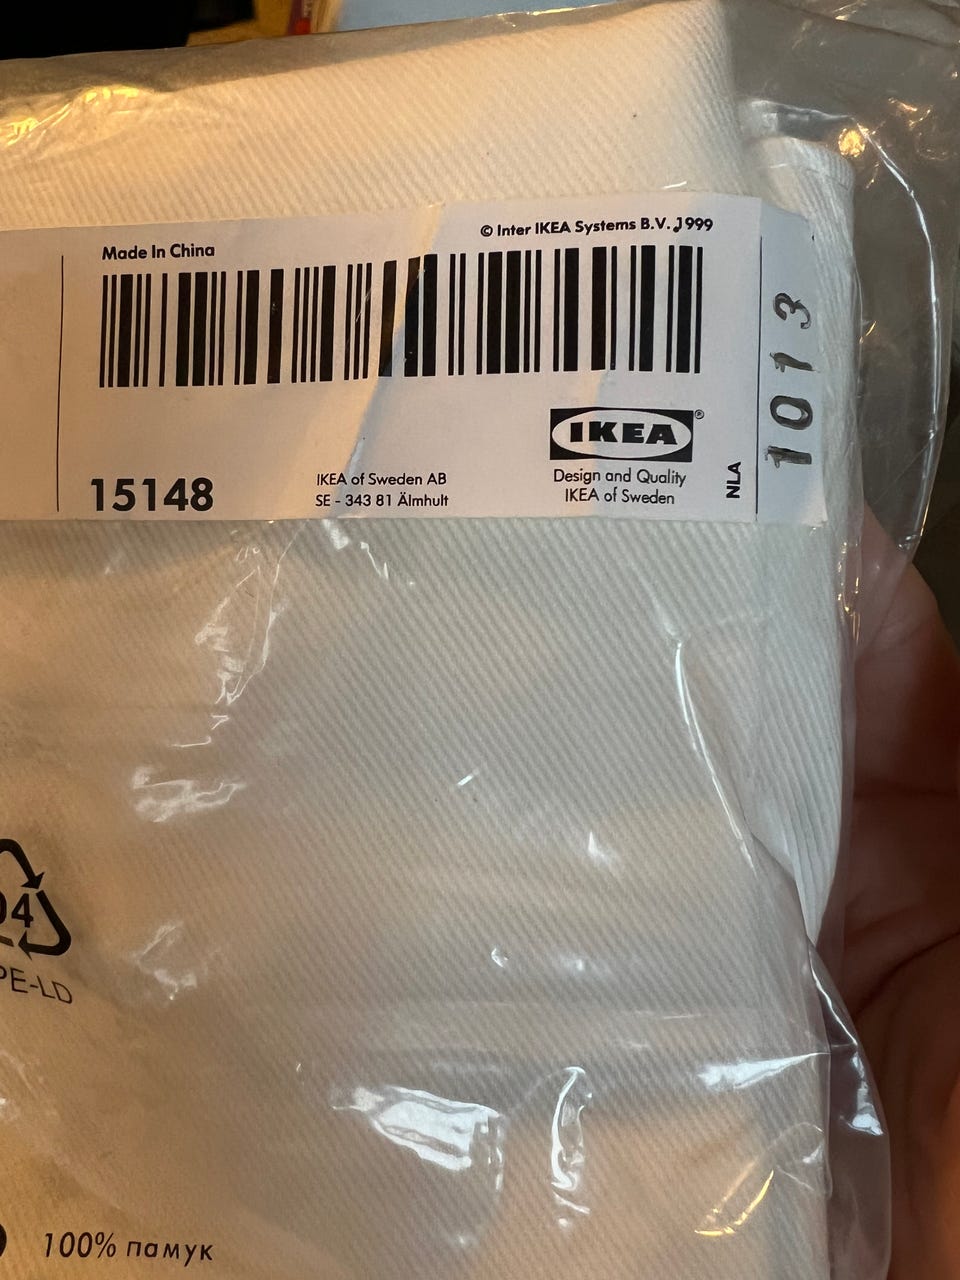 Made In China
© Inter IKEA Systems B.V. 1999
1013
IKEA®
15148
IKEA of Sweden AB
SE - 343 81 Älmhult
Design and Quality
IKEA of Sweden
NLA
04
PE-LD
100% памук